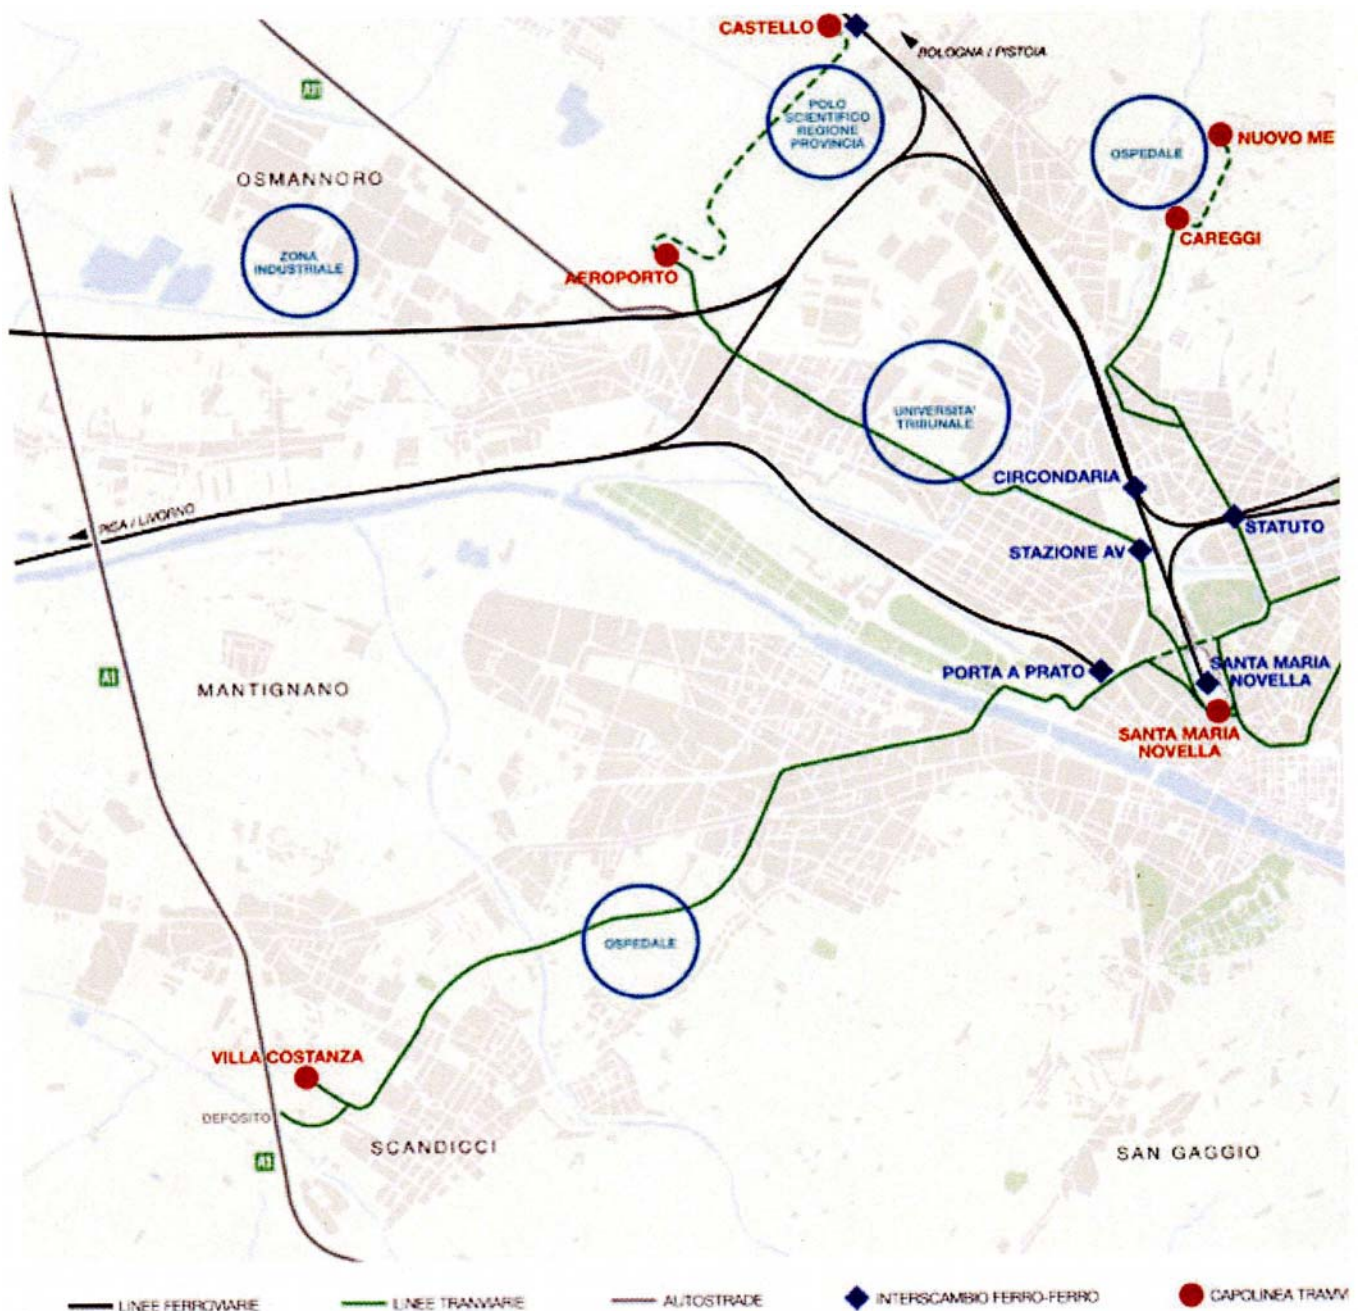 CASTELLO
BOLOGNA / PISTOIA
A11
POLO
SCIENTIFICO
REGIONE
PROVINCIA
OSPEDALE
NUOVO ME
OSMANNORO
CAREGGI
ZONA
INDUSTRIALE
AEROPORTO
UNIVERSITA'
TRIBUNALE
CIRCONDARIA
PISA / LIVORNO
STATUTO
STAZIONE AV
A1
MANTIGNANO
PORTA A PRATO
SANTA MARIA
NOVELLA
SANTA MARIA
NOVELLA
OSPEDALE
VILLA COSTANZA
DEPOSITO
SCANDICCI
A1
SAN GAGGIO
LINEE FERROVIARIE
LINEE TRANVIARIE
AUTOSTRADE
INTERSCAMBIO FERRO-FERRO
CAPOLINEA TRAMV